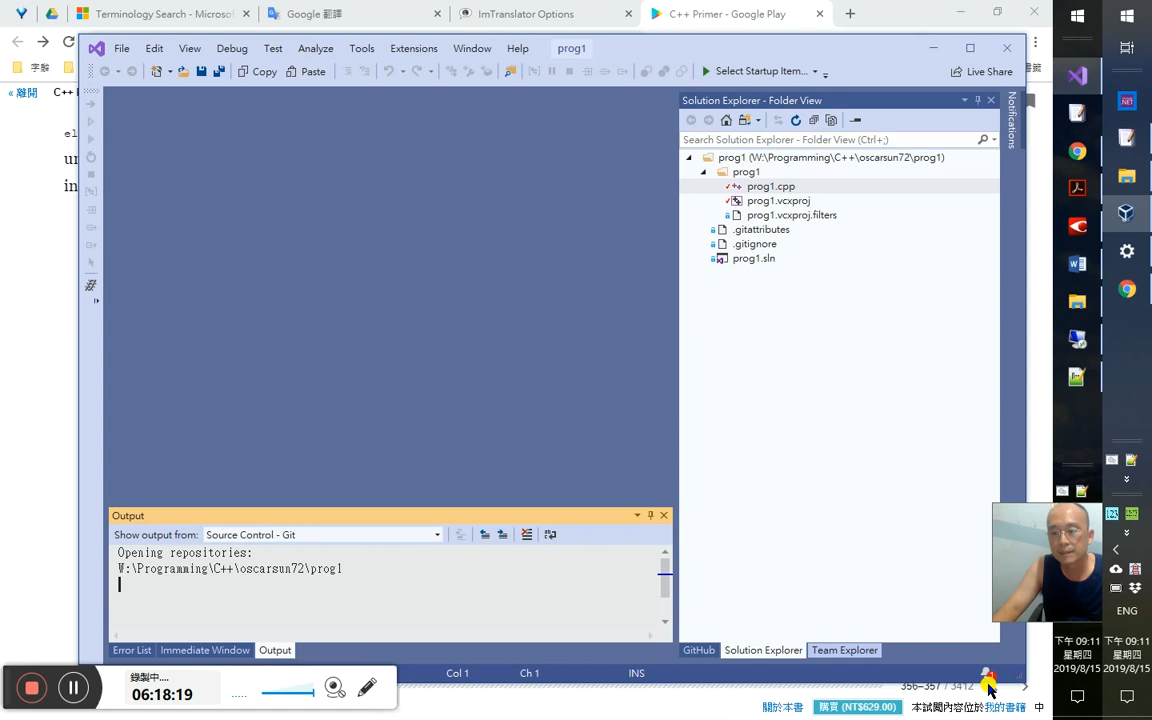 Terminology Search - Microsof
Google 翻譯
ImTranslator Options
C++ Primer - Google Play
字辭
« 離開
C++
el
un
in
File Edit View Debug Test Analyze Tools Extensions Window Help prog1
Copy Paste Select Startup Item... Live Share
Solution Explorer - Folder View
Notifications
Search Solution Explorer - Folder View (Ctrl+;)
prog1 (W:\Programming\C++\oscarsun72\prog1)
prog1
prog1.cpp
prog1.vcxproj
prog1.vcxproj.filters
.gitattributes
.gitignore
prog1.sln
Output
Show output from: Source Control - Git
Opening repositories:
W:\Programming\C++\oscarsun72\prog1
Error List Immediate Window Output
GitHub Solution Explorer Team Explorer
Col 1 Ch 1 INS
錄製中....
06:18:19
356–357 / 3412
關於本書 購買 (NT$629.00) 本試閱內容位於我的書籍 中
.NET
123
ENG
下午 09:11
星期四
2019/8/15
下午 09:11
星期四
2019/8/15